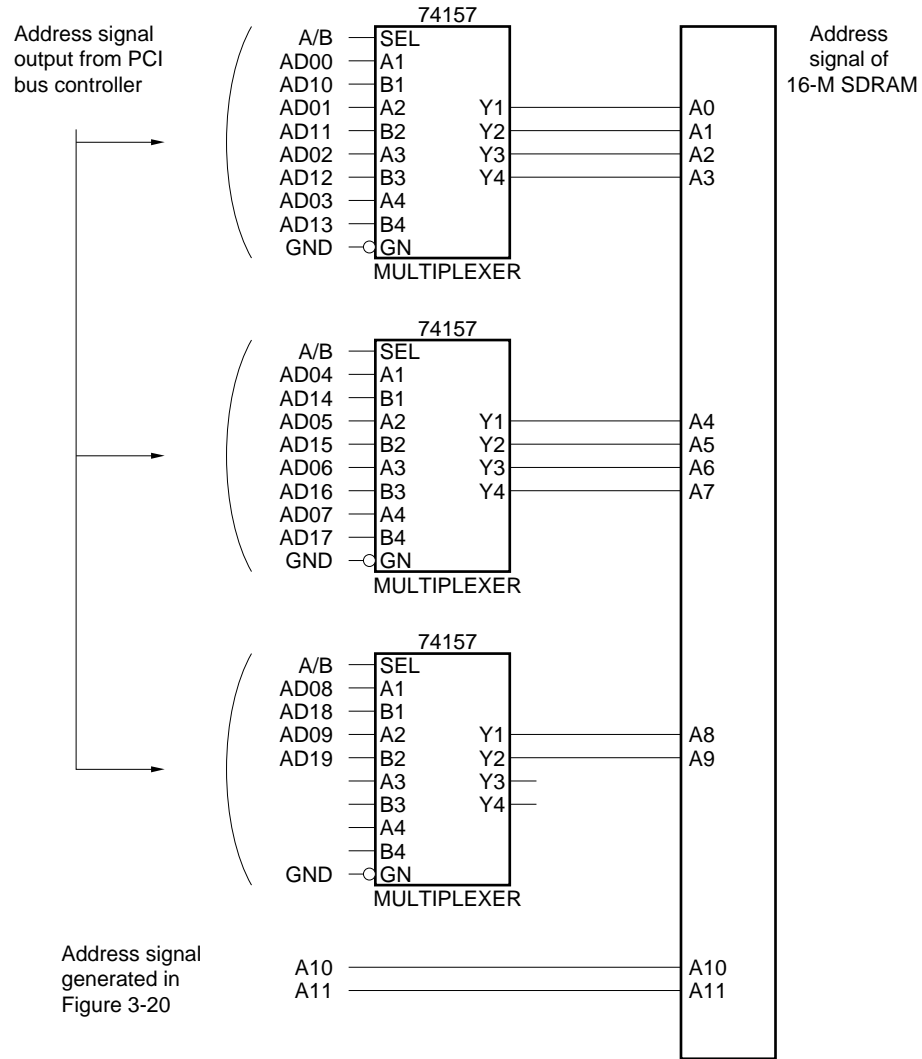 Address signal
output from PCI
bus controller
Address
signal of
16-M SDRAM
74157
A/B SEL
AD00 A1
AD10 B1
AD01 A2 Y1 A0
AD11 B2 Y2 A1
AD02 A3 Y3 A2
AD12 B3 Y4 A3
AD03 A4
AD13 B4
GND GN
MULTIPLEXER
74157
A/B SEL
AD04 A1
AD14 B1
AD05 A2 Y1 A4
AD15 B2 Y2 A5
AD06 A3 Y3 A6
AD16 B3 Y4 A7
AD07 A4
AD17 B4
GND GN
MULTIPLEXER
74157
A/B SEL
AD08 A1
AD18 B1
AD09 A2 Y1 A8
AD19 B2 Y2 A9
A3 Y3
B3 Y4
A4
B4
GND GN
MULTIPLEXER
Address signal
generated in
Figure 3-20
A10 A10
A11 A11